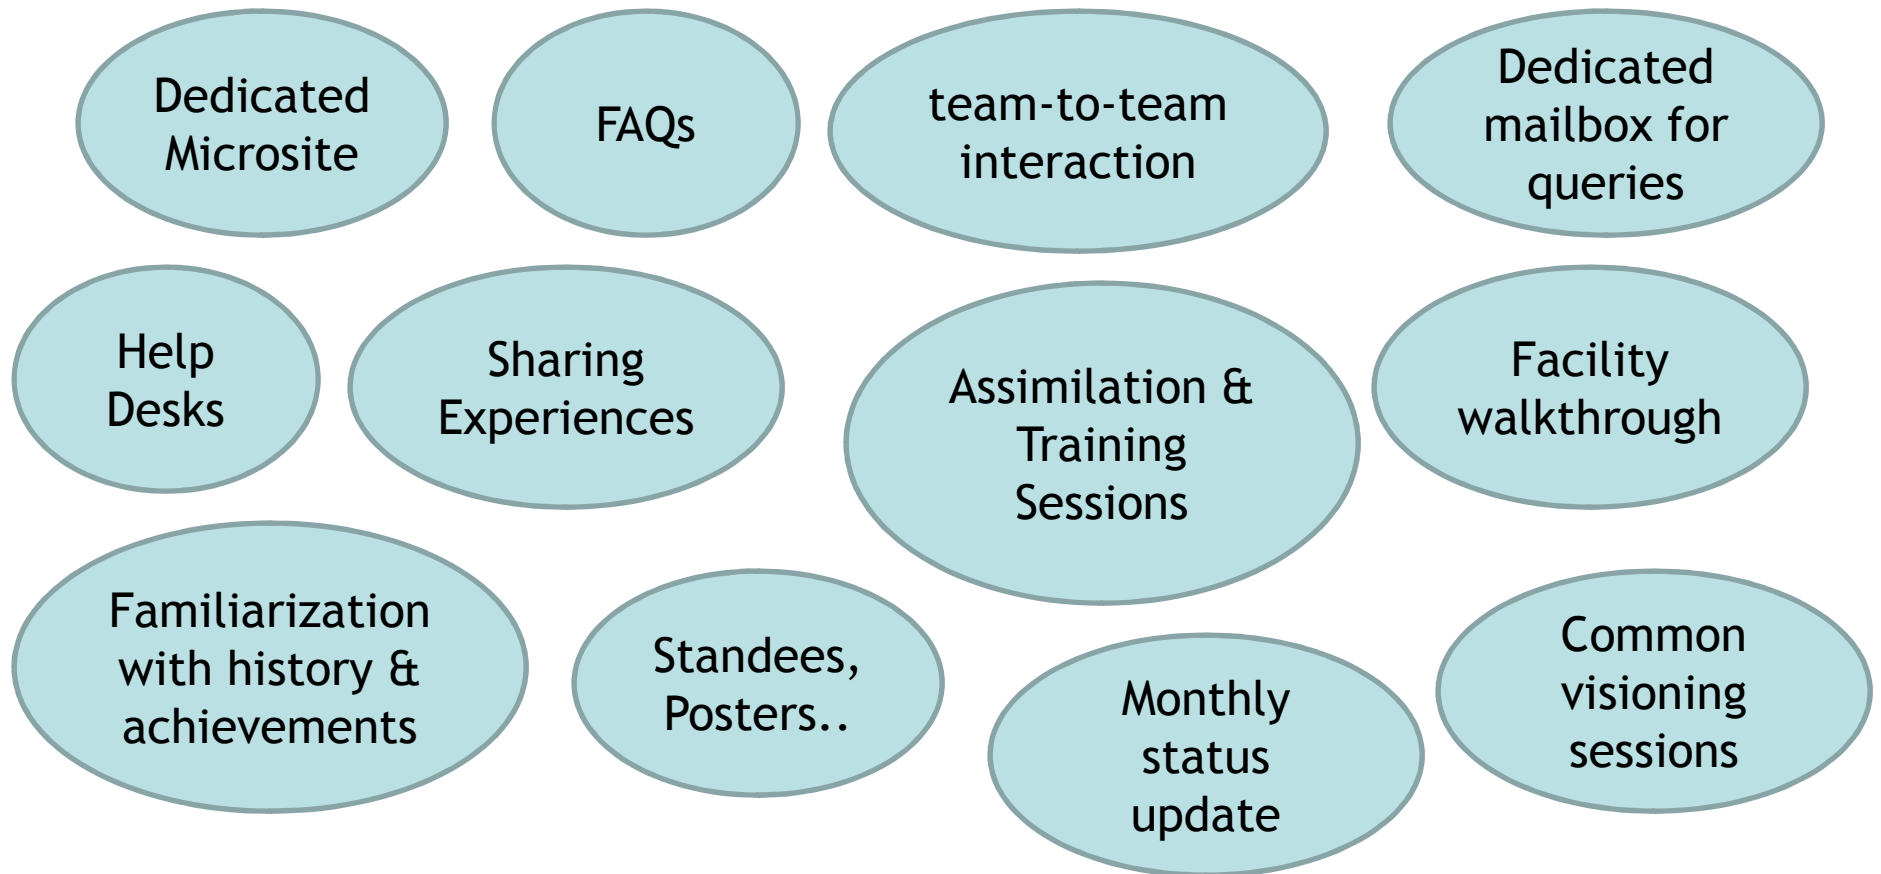 Dedicated
Microsite
FAQs
team-to-team
interaction
Dedicated
mailbox for
queries
Help
Desks
Sharing
Experiences
Assimilation &
Training
Sessions
Facility
walkthrough
Familiarization
with history &
achievements
Standees,
Posters..
Monthly
status
update
Common
visioning
sessions